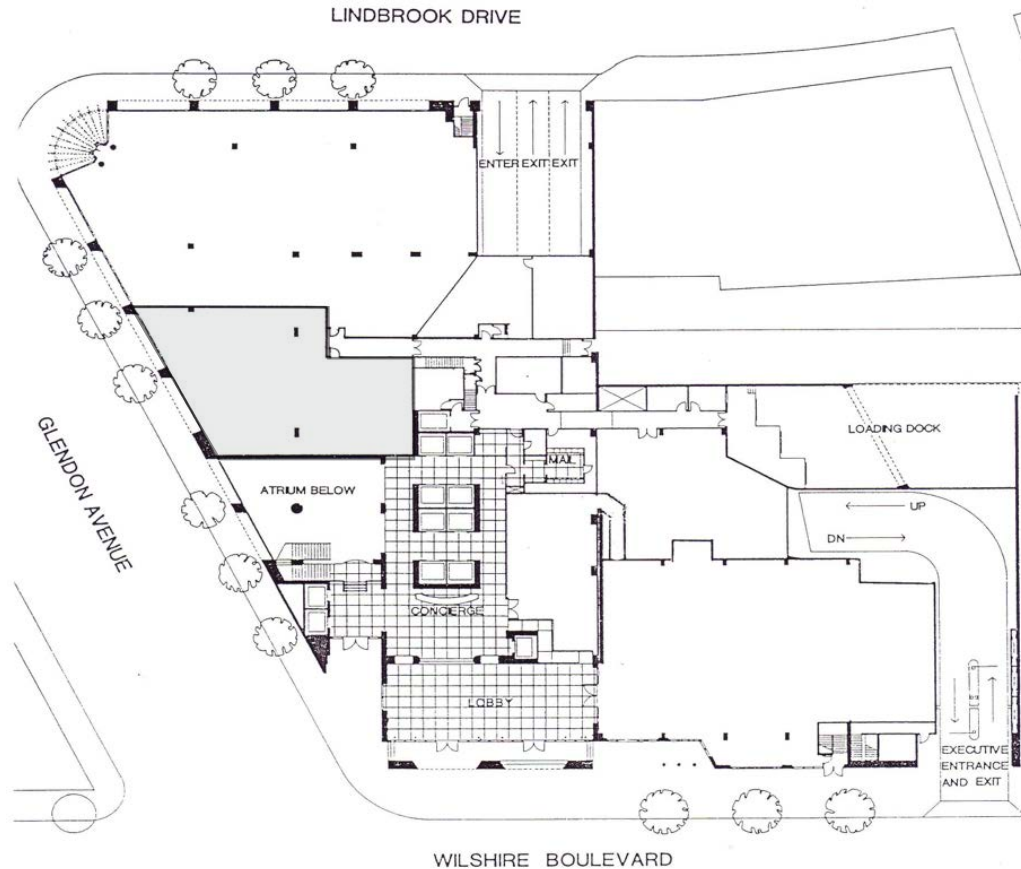 LINDBROOK DRIVE
ENTER EXIT EXIT
GLENDON AVENUE
LOADING DOCK
MAIL
ATRIUM BELOW
UP
DN
CONCIERGE
LOBBY
EXECUTIVE
ENTRANCE
AND EXIT
WILSHIRE BOULEVARD